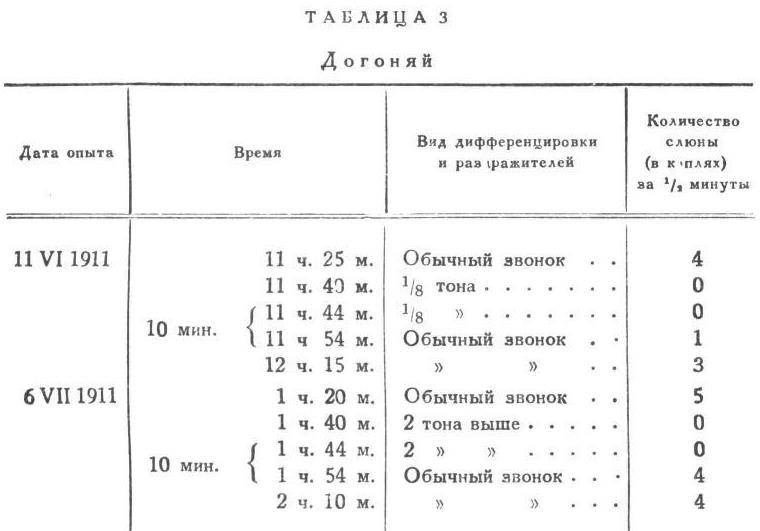 ТАБЛИЦА 3
Догоняй
Дата опыта Время Вид дифференцировки и раздражителей Количество слюны (в каплях) за 1/2 минуты
11 VI 1911 11 ч. 25 м. Обычный звонок . . 4
11 ч. 40 м. 1/8 тона . . . . . . . 0
10 мин. { 11 ч. 44 м. 1/8 » . . . . . . . 0
11 ч 54 м. Обычный звонок . . 1
12 ч. 15 м. » » . . 3
6 VII 1911 1 ч. 20 м. Обычный звонок . . 5
1 ч. 40 м. 2 тона выше . . . . . 0
10 мин. { 1 ч. 44 м. 2 » » . . . . . 0
1 ч. 54 м. Обычный звонок . . . 4
2 ч. 10 м. » » . . . 4